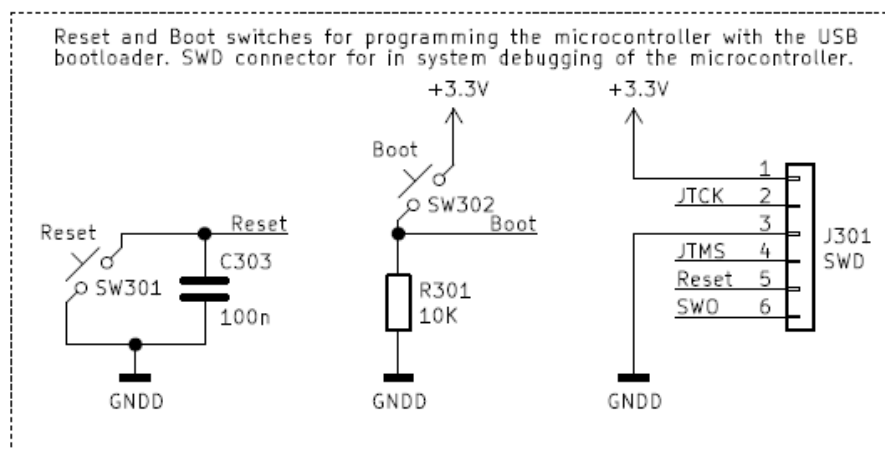 Reset and Boot switches for programming the microcontroller with the USB
bootloader. SWD connector for in system debugging of the microcontroller.
+3.3V
+3.3V
Boot
SW302
Boot
Reset
Reset
SW301
C303
100n
R301
10K
1
JTCK 2
3
JTMS 4
Reset 5
SWO 6
J301
SWD
GNDD
GNDD
GNDD